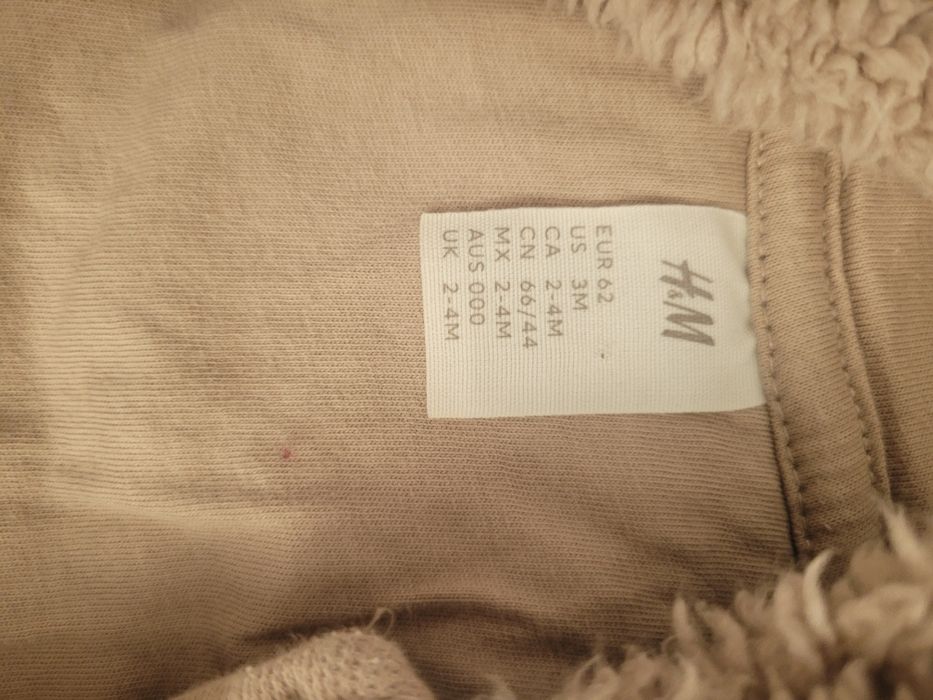 H&M
EUR 62
US 3M
CA 2-4M
CN 66/44
MX 2-4M
AUS 000
UK 2-4M